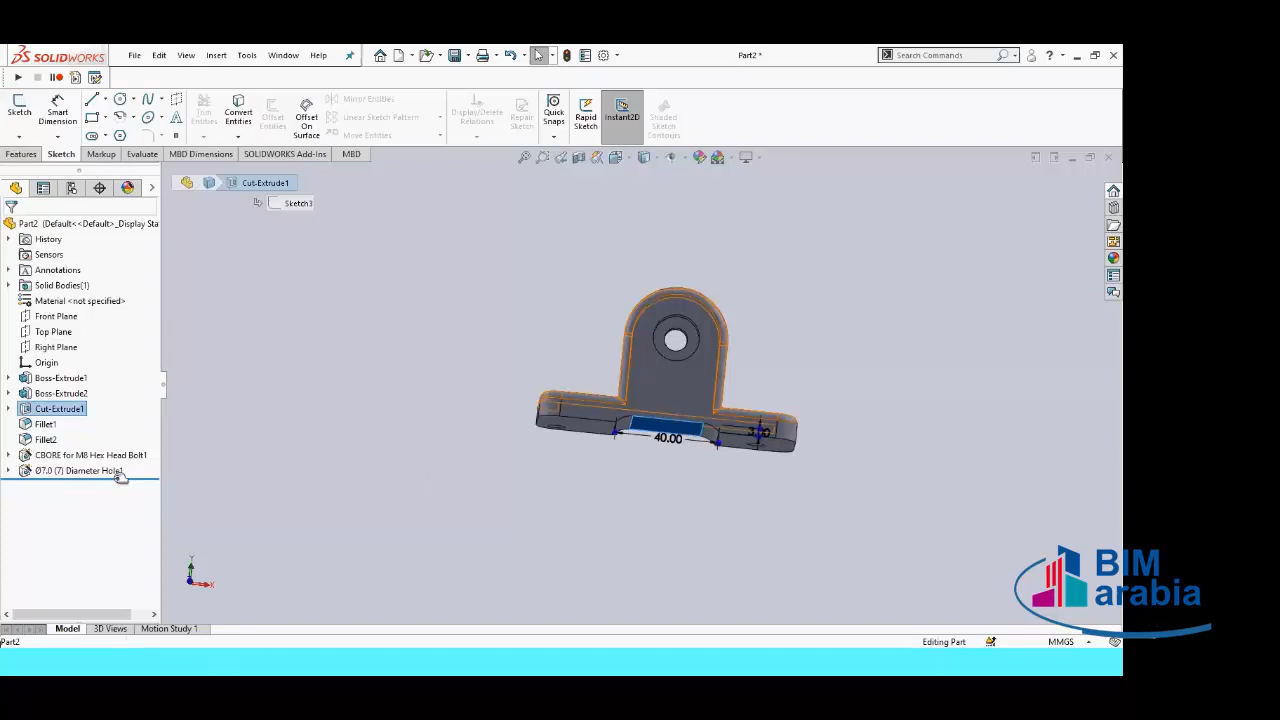 SOLIDWORKS File Edit View Insert Tools Window Help Part2 * Search Commands
Sketch Smart Dimension Trim Entities Convert Entities Offset Entities Offset On Surface Mirror Entities Linear Sketch Pattern Move Entities Display/Delete Relations Repair Sketch Quick Snaps Rapid Sketch Instant2D Shaded Sketch Contours
Features Sketch Markup Evaluate MBD Dimensions SOLIDWORKS Add-Ins MBD
Cut-Extrude1
Sketch3
Part2 (Default<<Default>_Display Sta
History
Sensors
Annotations
Solid Bodies(1)
Material <not specified>
Front Plane
Top Plane
Right Plane
Origin
Boss-Extrude1
Boss-Extrude2
Cut-Extrude1
Fillet1
Fillet2
CBORE for M8 Hex Head Bolt1
Ø7.0 (7) Diameter Hole1
40.00
Y
X
Model 3D Views Motion Study 1
Part2 Editing Part MMGS
BIM
arabia